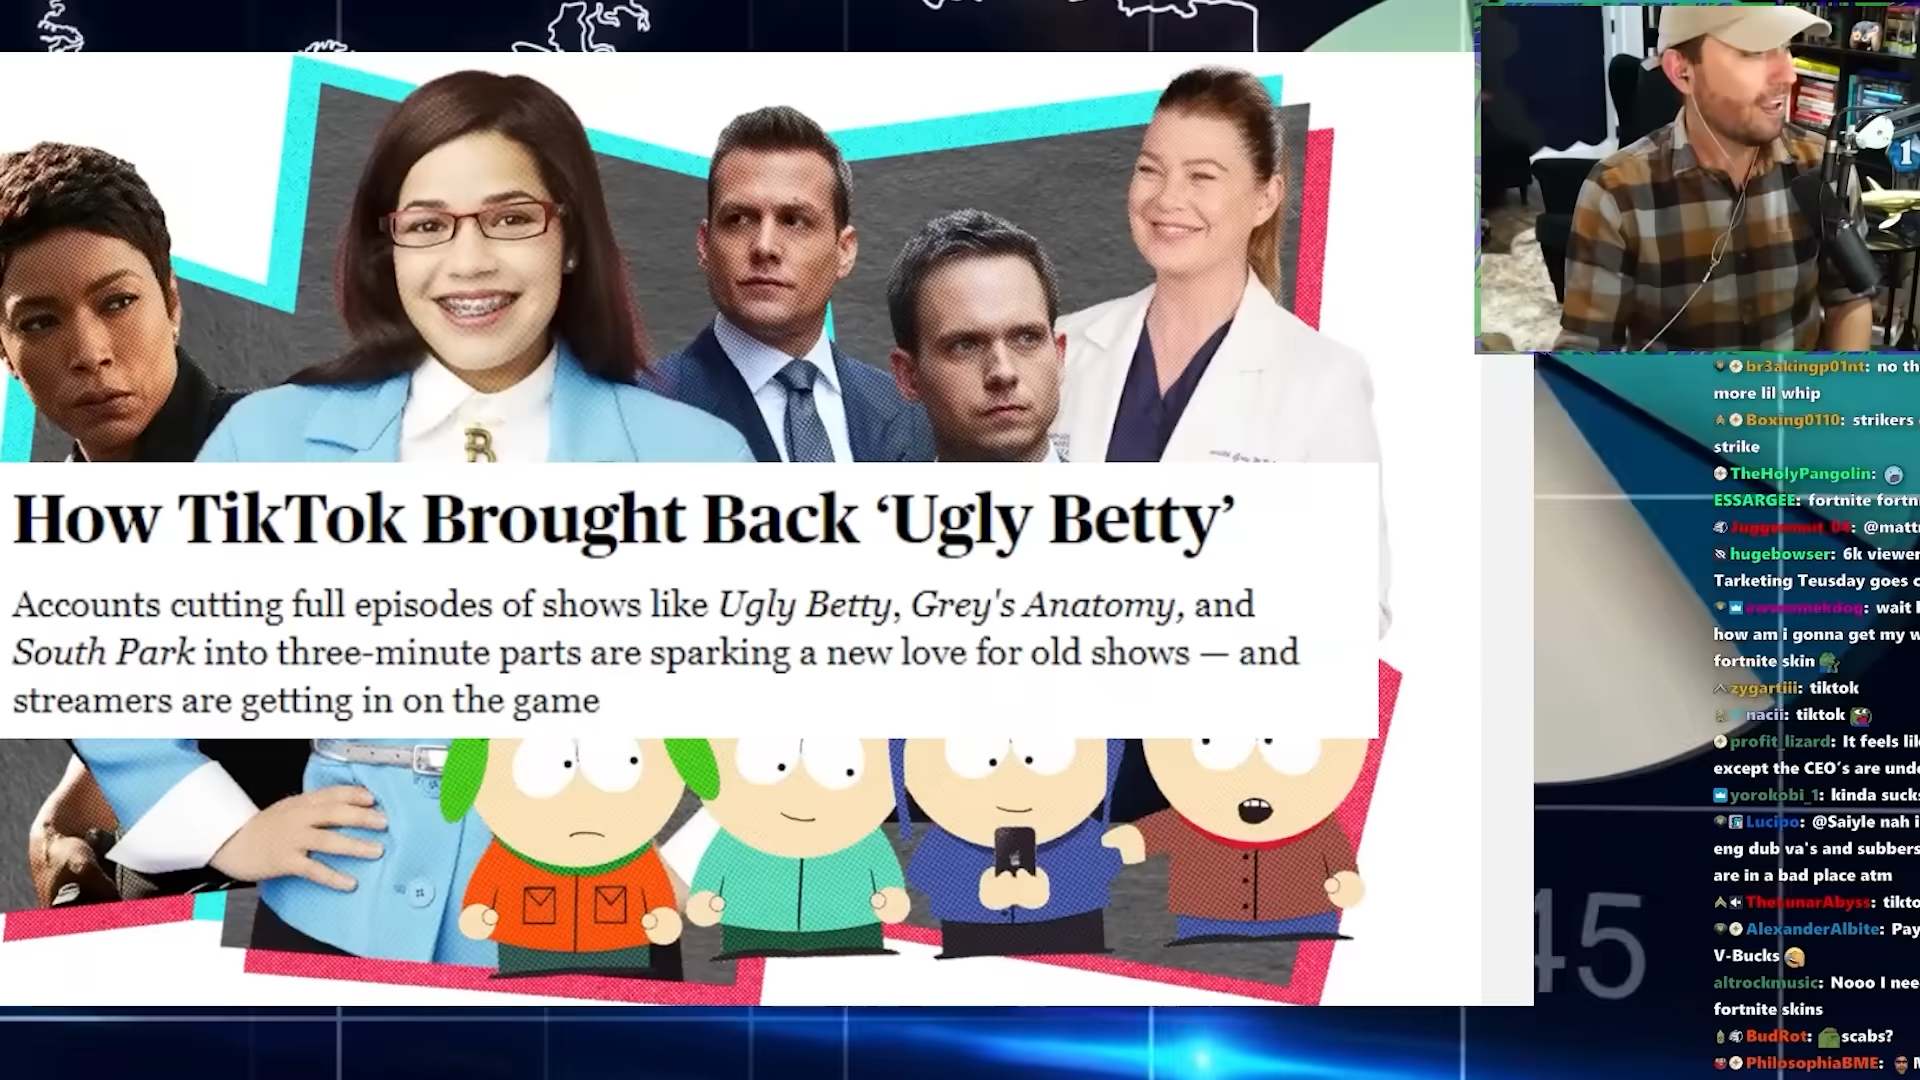 How TikTok Brought Back ‘Ugly Betty’
Accounts cutting full episodes of shows like Ugly Betty, Grey's Anatomy, and
South Park into three-minute parts are sparking a new love for old shows — and
streamers are getting in on the game
B
1
45
br3akingp01nt: no th
more lil whip
Boxing0110: strikers
strike
TheHolyPangolin:
ESSARGEE: fortnite fortn
: @matt
hugebowser: 6k viewer
Tarketing Teusday goes
: wait
how am i gonna get my w
fortnite skin
zygartiii: tiktok
nacii: tiktok
profit_lizard: It feels lik
except the CEO's are unde
yorokobi_1: kinda sucks
Lucipo: @Saiyle nah i
eng dub va's and subbers
are in a bad place atm
TheLunarAbyss: tikto
AlexanderAlbite: Pay
V-Bucks
altrockmusic: Nooo I nee
fortnite skins
BudRot: scabs?
PhilosophiaBME: